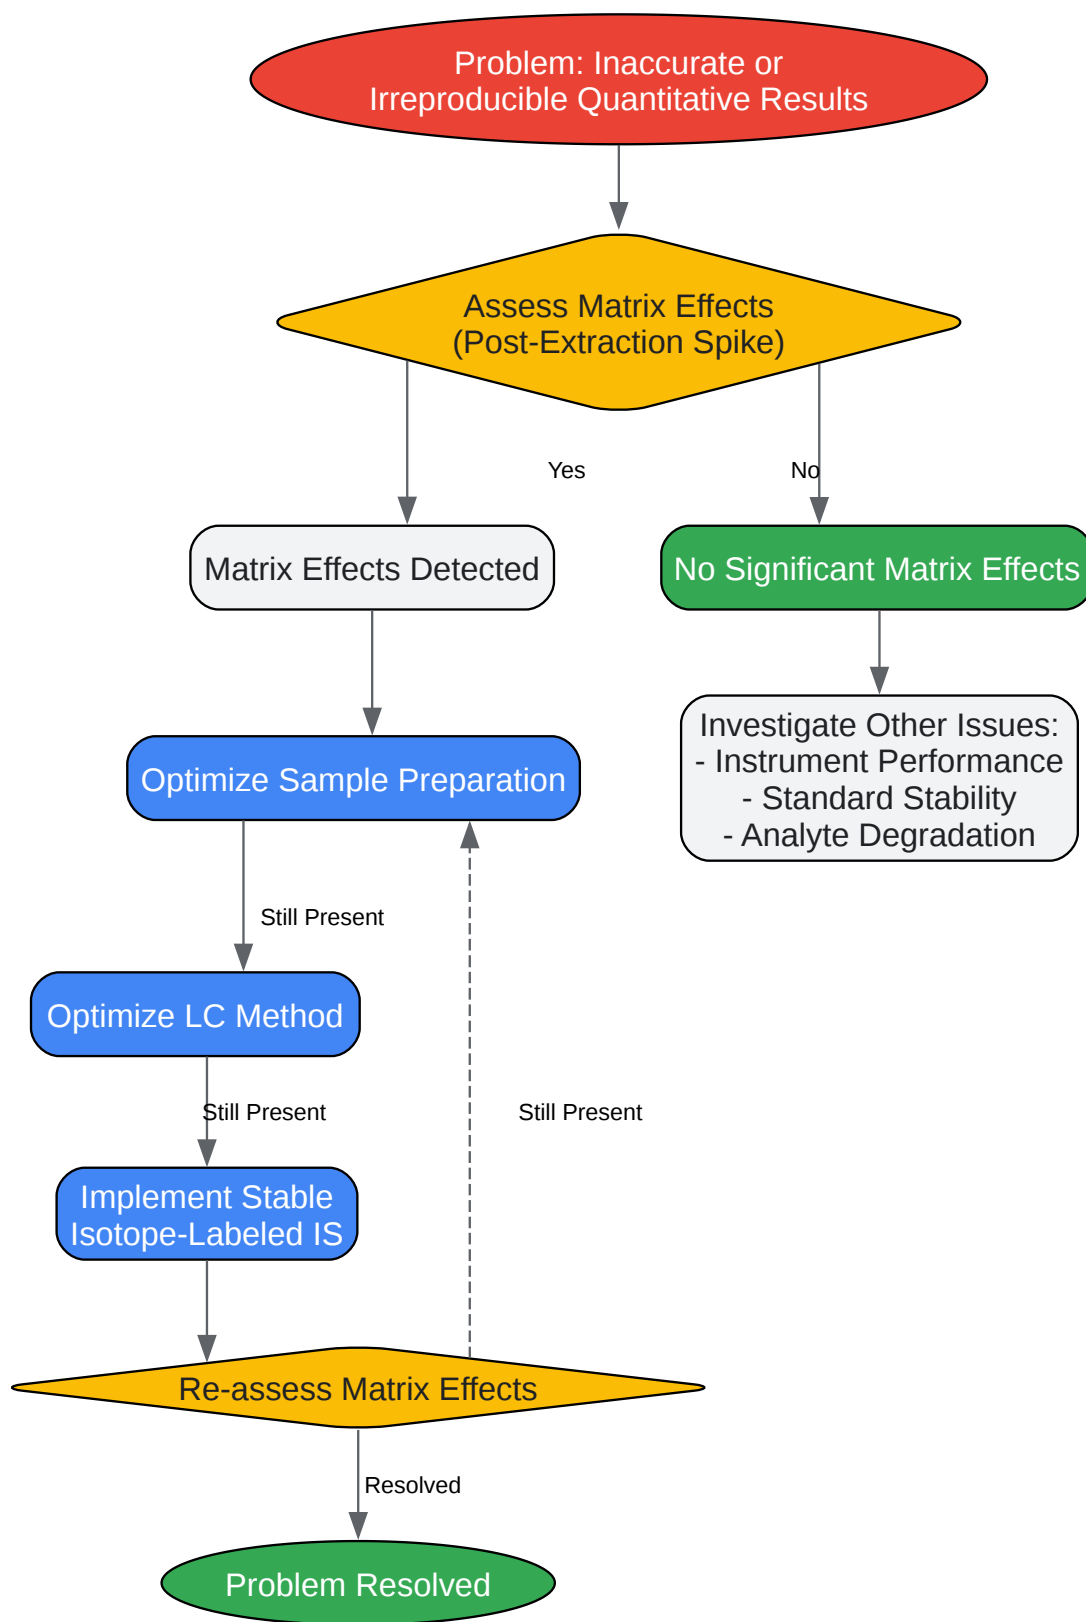 Problem: Inaccurate or
Irreproducible Quantitative Results
Assess Matrix Effects
(Post-Extraction Spike)
Yes
No
Matrix Effects Detected
No Significant Matrix Effects
Optimize Sample Preparation
Investigate Other Issues:
- Instrument Performance
- Standard Stability
- Analyte Degradation
Still Present
Optimize LC Method
Still Present
Still Present
Implement Stable
Isotope-Labeled IS
Re-assess Matrix Effects
Resolved
Problem Resolved